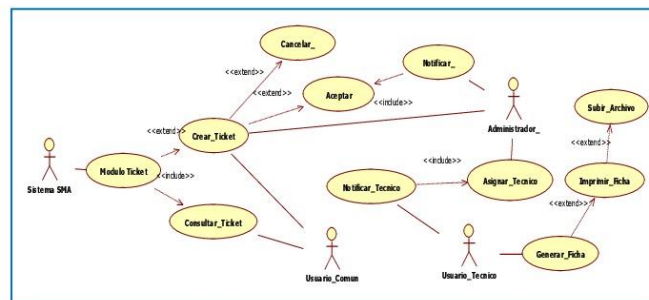 Cancelar_
Notificar_
<<extend>>
<<extend>>
Aceptar
<<include>>
Subir_Archivo
<<extend>>
Crear_Ticket
Administrador_
<<extend>>
Sistema SMA
Modulo Ticket
<<include>>
<<include>>
Notificar_Tecnico
Asignar_Tecnico
Imprimir_Ficha
<<extend>>
Consultar_Ticket
Usuario_Comun
Usuario_Tecnico
Generar_Ficha